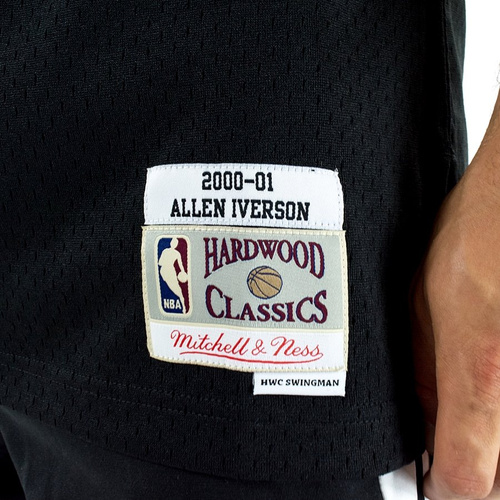 2000-01
ALLEN IVERSON
HARDWOOD
CLASSICS
NBA
Mitchell & Ness
HWC SWINGMAN